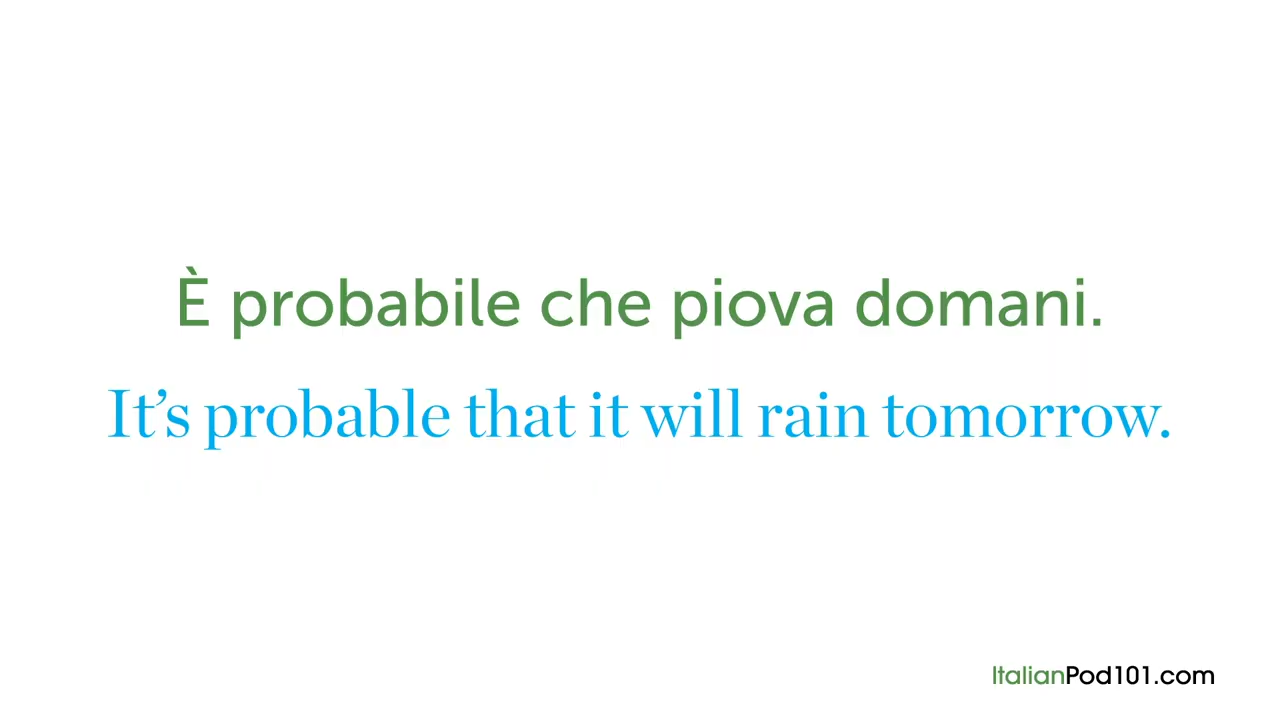 È probabile che piova domani.
It’s probable that it will rain tomorrow.
ItalianPod101.com